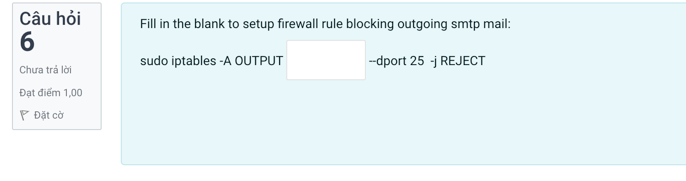 Câu hỏi
6
Chưa trả lời
Đạt điểm 1,00
Đặt cờ
Fill in the blank to setup firewall rule blocking outgoing smtp mail:
sudo iptables -A OUTPUT --dport 25 -j REJECT